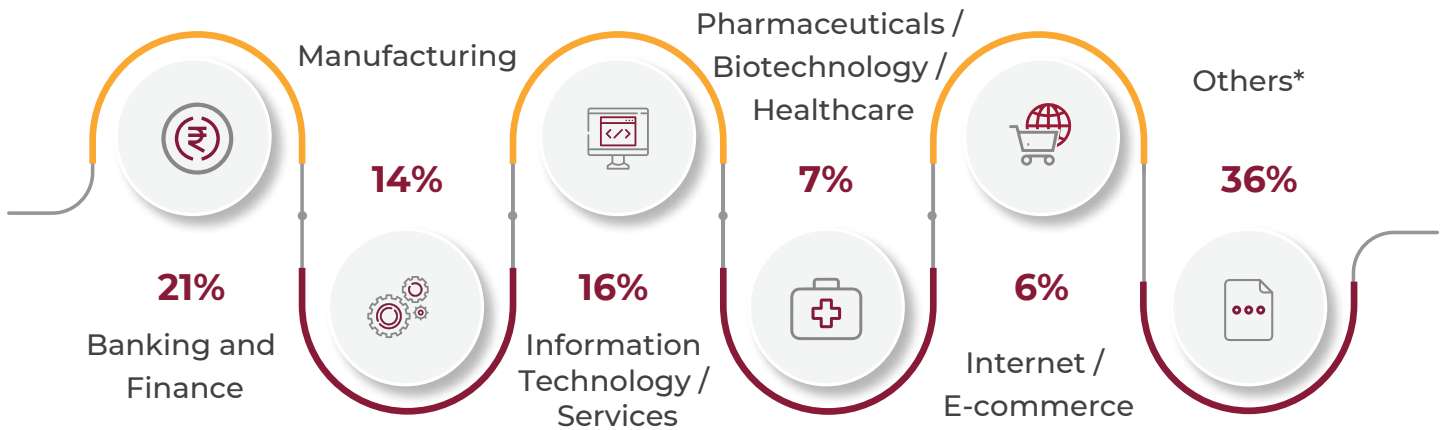 21%
Banking and
Finance
Manufacturing
14%
16%
Information
Technology /
Services
Pharmaceuticals /
Biotechnology /
Healthcare
7%
6%
Internet /
E-commerce
Others*
36%
₹
</>